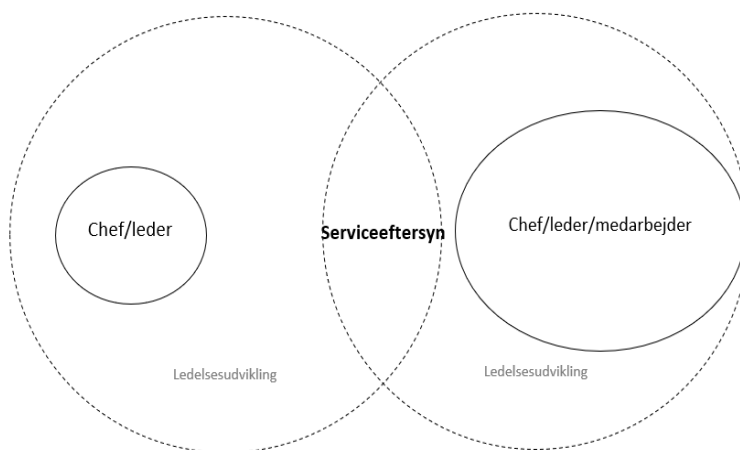 Chef/leder
Serviceeftersyn
Chef/leder/medarbejder
Ledelsesudvikling
Ledelsesudvikling